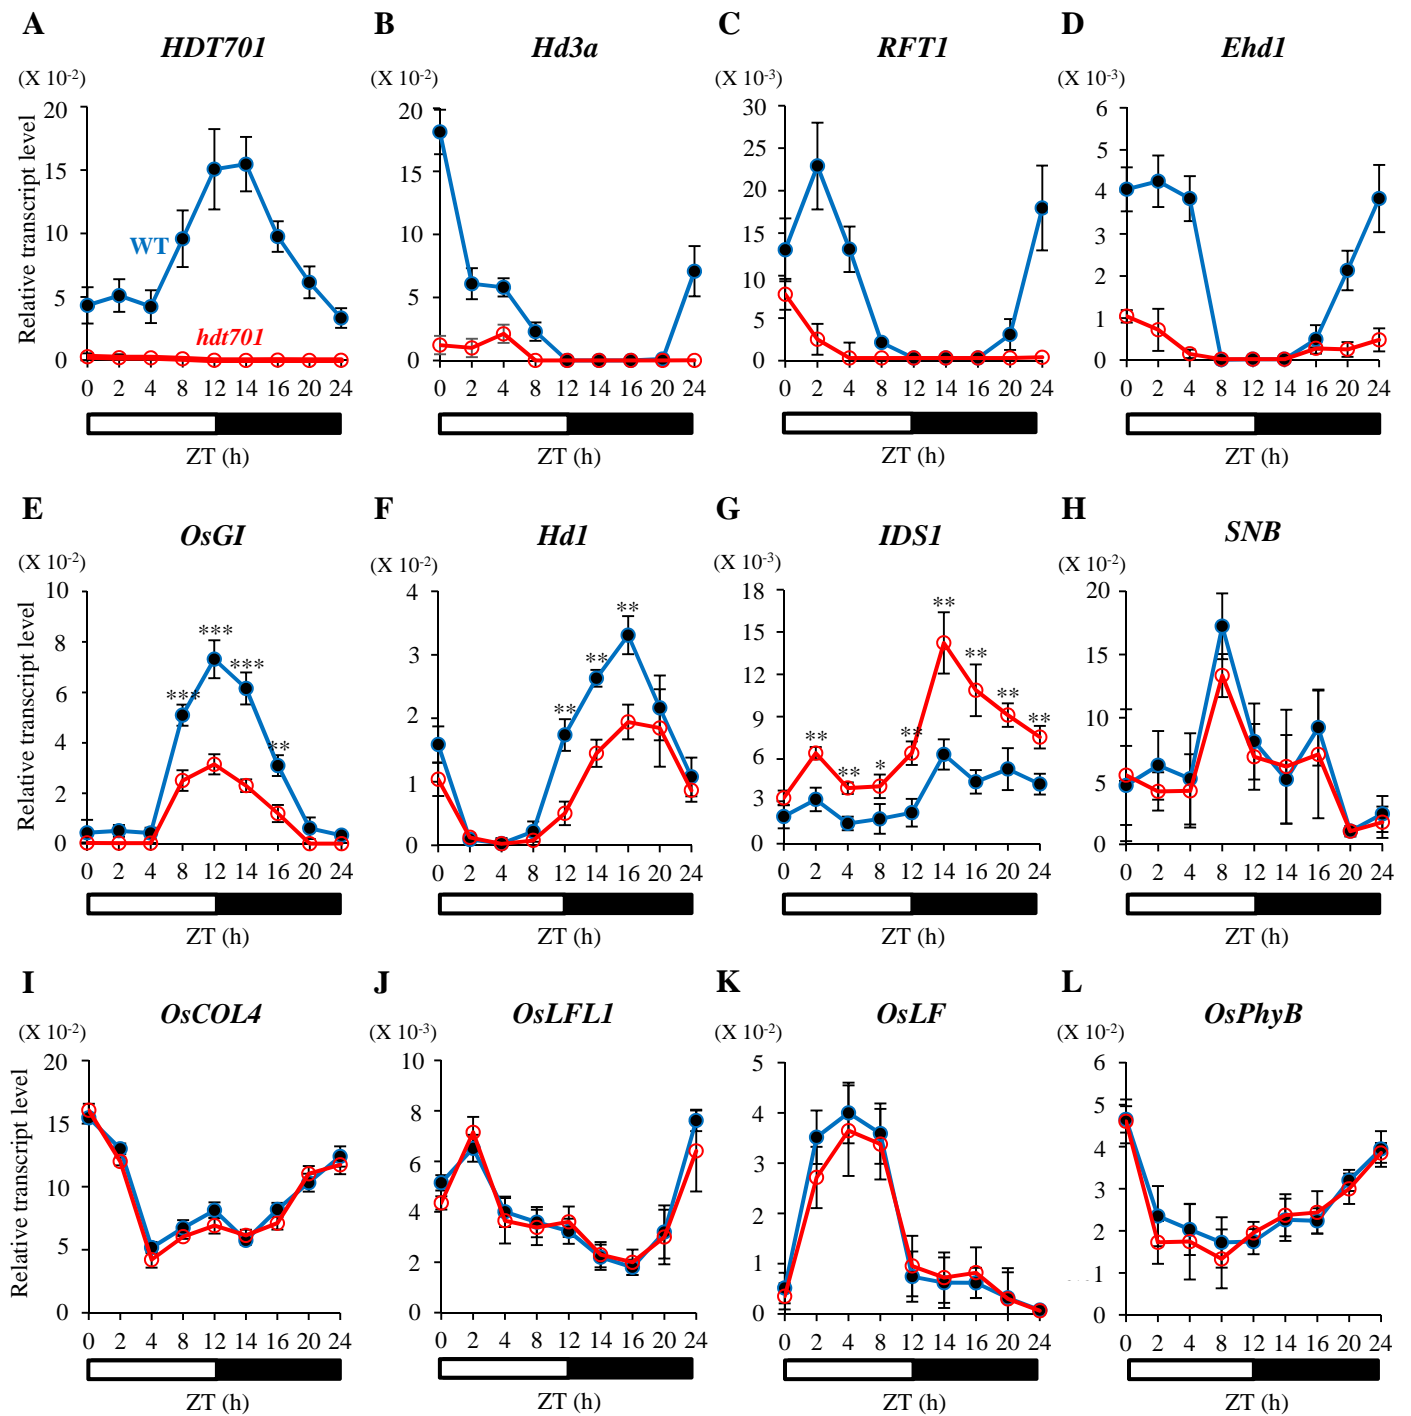 A
HDT701
(X 10-2)
Relative transcript level
20
15
10
5
0
WT
hdt701
0 2 4 8 12 14 16 20 24
ZT (h)
B
Hd3a
(X 10-2)
20
15
10
5
0
0 2 4 8 12 14 16 20 24
ZT (h)
C
RFT1
(X 10-3)
30
25
20
15
10
5
0
0 2 4 8 12 14 16 20 24
ZT (h)
D
Ehd1
(X 10-3)
6
5
4
3
2
1
0
0 2 4 8 12 14 16 20 24
ZT (h)
E
OsGI
(X 10-2)
Relative transcript level
10
8
6
4
2
0
*** *** *** **
0 2 4 8 12 14 16 20 24
ZT (h)
F
Hd1
(X 10-2)
4
3
2
1
0
** ** **
0 2 4 8 12 14 16 20 24
ZT (h)
G
IDS1
(X 10-3)
18
15
12
9
6
3
0
** ** * ** ** ** ** **
0 2 4 8 12 14 16 20 24
ZT (h)
H
SNB
(X 10-2)
20
15
10
5
0
0 2 4 8 12 14 16 20 24
ZT (h)
I
OsCOL4
(X 10-2)
Relative transcript level
20
15
10
5
0
0 2 4 8 12 14 16 20 24
ZT (h)
J
OsLFL1
(X 10-3)
10
8
6
4
2
0
0 2 4 8 12 14 16 20 24
ZT (h)
K
OsLF
(X 10-2)
5
4
3
2
1
0
0 2 4 8 12 14 16 20 24
ZT (h)
L
OsPhyB
(X 10-2)
6
5
4
3
2
1
0
0 2 4 8 12 14 16 20 24
ZT (h)